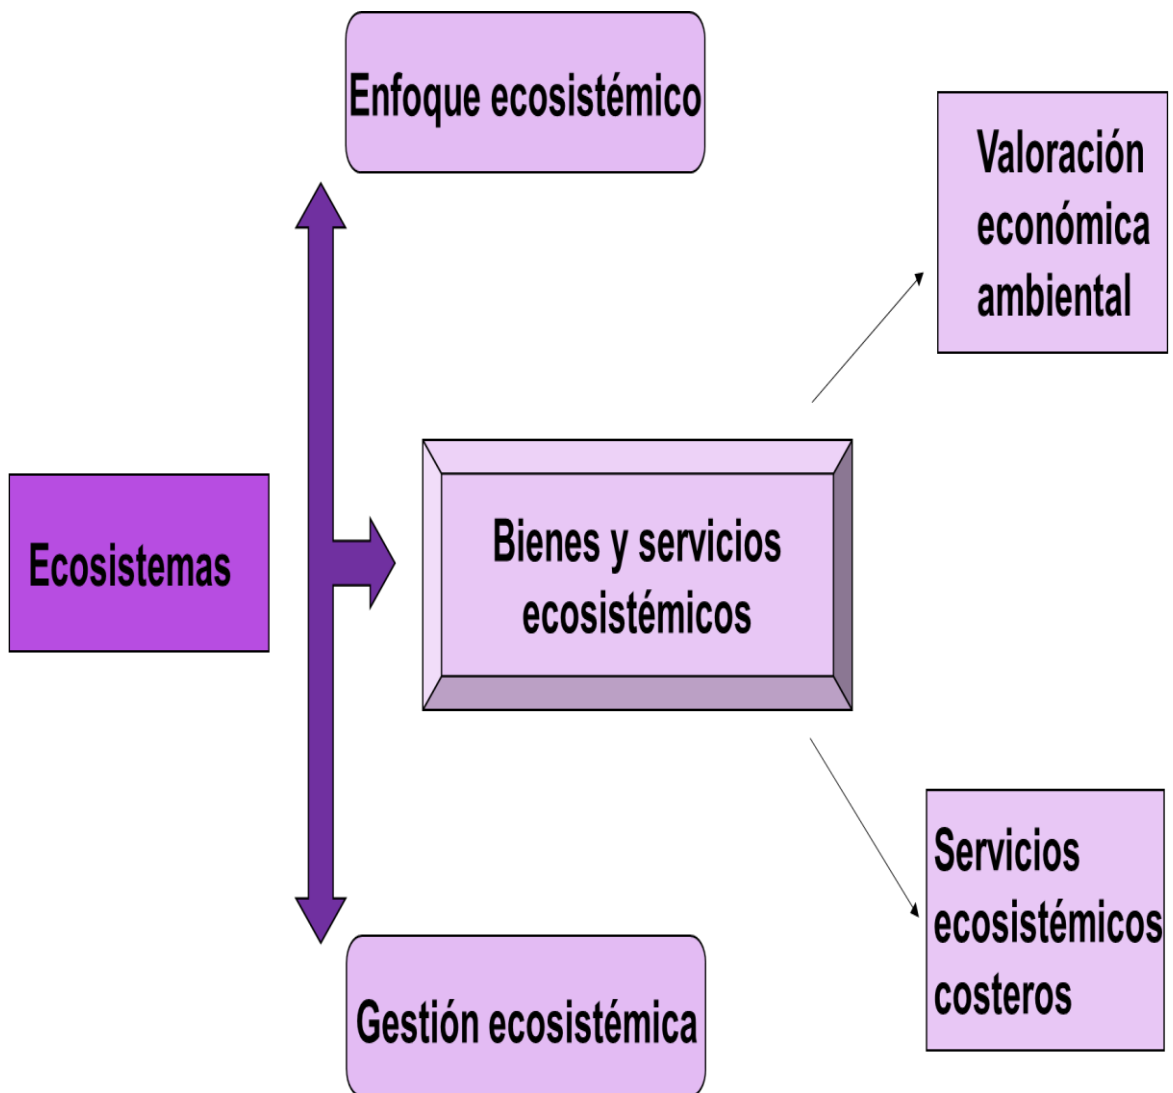 Enfoque ecosistémico
Valoración
económica
ambiental
Ecosistemas
Bienes y servicios
ecosistémicos
Servicios
ecosistémicos
costeros
Gestión ecosistémica